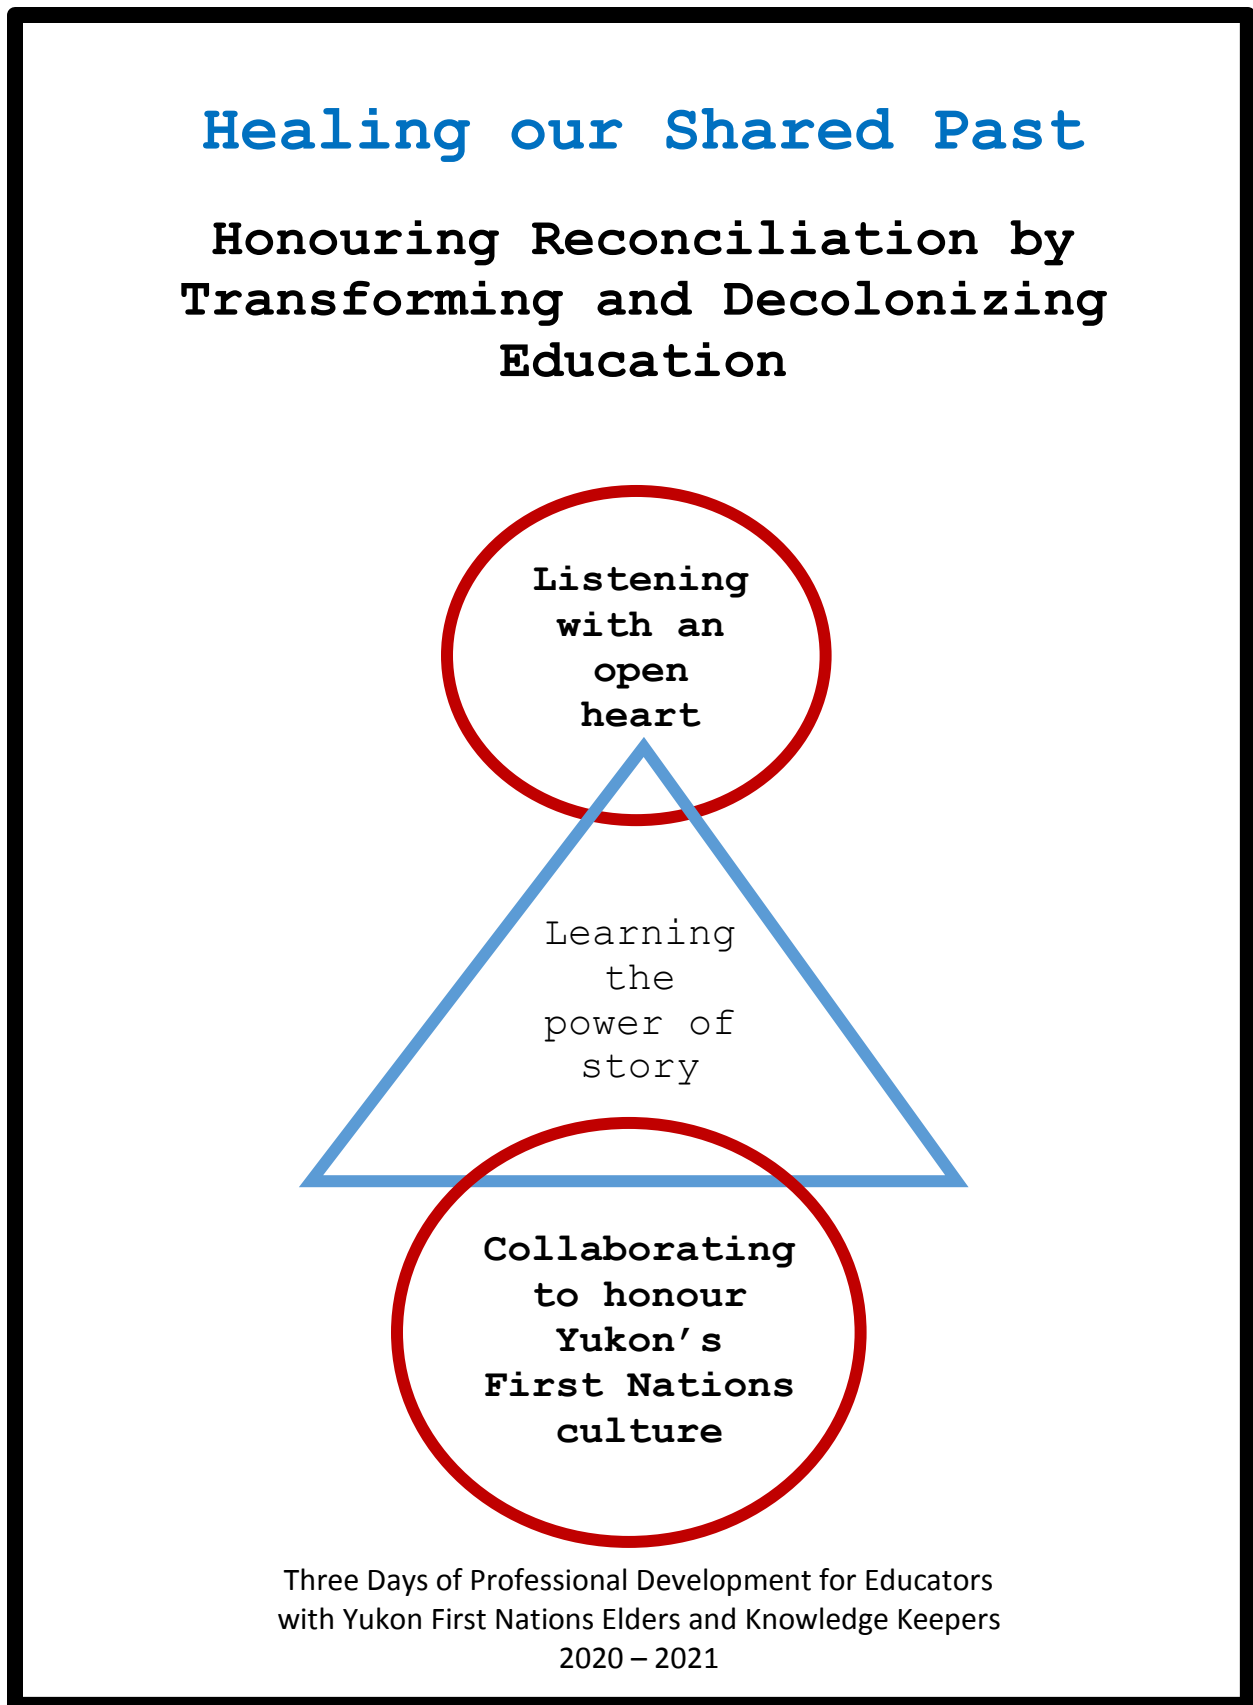 Healing our Shared Past
Honouring Reconciliation by
Transforming and Decolonizing
Education
Listening
with an
open
heart
Learning
the
power of
story
Collaborating
to honour
Yukon’s
First Nations
culture
Three Days of Professional Development for Educators
with Yukon First Nations Elders and Knowledge Keepers
2020 – 2021